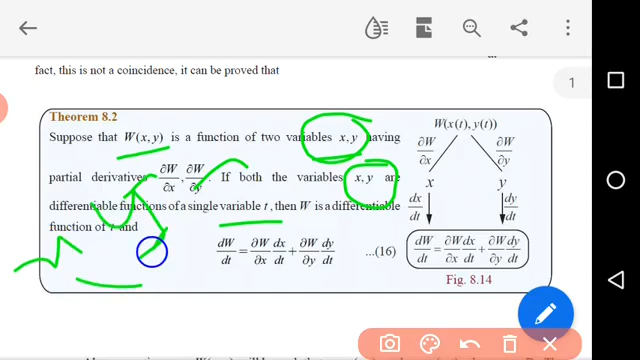 fact, this is not a coincidence, it can be proved that
1
Theorem 8.2
Suppose that W(x, y) is a function of two variables x, y having
partial derivatives ∂W/∂x, ∂W/∂y. If both the variables x, y are
differentiable functions of a single variable t, then W is a differentiable
function of t and
dW/dt = ∂W/∂x dx/dt + ∂W/∂y dy/dt ...(16)
W(x(t), y(t))
∂W/∂x ∂W/∂y
x y
dx/dt dy/dt
dW/dt = ∂W/∂x dx/dt + ∂W/∂y dy/dt
Fig. 8.14